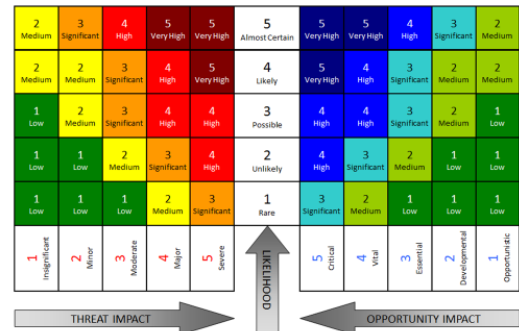 2 3 4 5 5 5 5 5 4 3 2
Medium Significant High Very High Very High Almost Certain Very High Very High High Significant Medium
2 2 3 4 5 4 5 4 3 2 2
Medium Medium Significant High Very High Likely Very High High Significant Medium Medium
1 2 3 4 4 3 4 4 3 2 1
Low Medium Significant High High Possible High High Significant Medium Low
1 1 2 3 4 2 4 3 2 1 1
Low Low Medium Significant High Unlikely High Significant Medium Low Low
1 1 1 2 3 1 3 2 1 1 1
Low Low Low Medium Significant Rare Significant Medium Low Low Low
1 Insignificant
2 Minor
3 Moderate
4 Major
5 Severe
LIKELIHOOD
5 Critical
4 Vital
3 Essential
2 Developmental
1 Opportunistic
THREAT IMPACT
OPPORTUNITY IMPACT